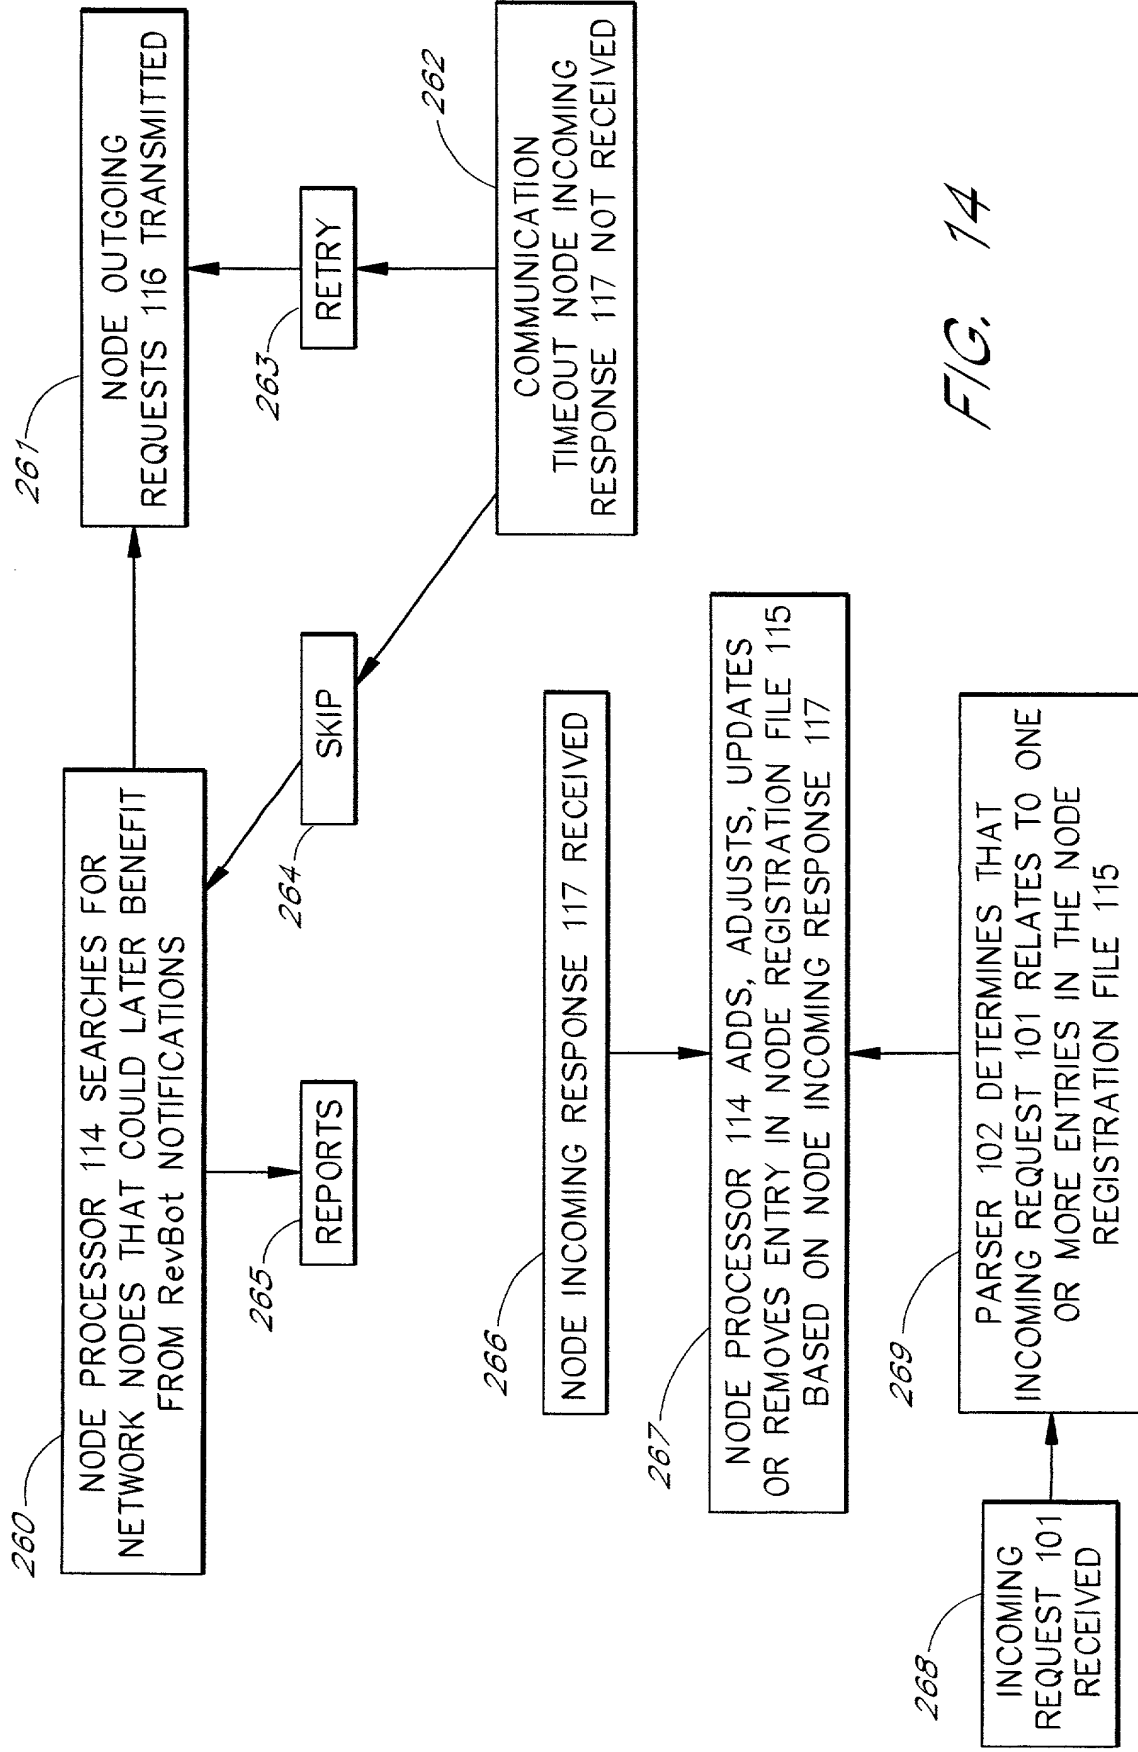 260
NODE PROCESSOR 114 SEARCHES FOR
NETWORK NODES THAT COULD LATER BENEFIT
FROM RevBot NOTIFICATIONS
261
NODE OUTGOING
REQUESTS 116 TRANSMITTED
265
REPORTS
264
SKIP
263
RETRY
262
COMMUNICATION
TIMEOUT NODE INCOMING
RESPONSE 117 NOT RECEIVED
266
NODE INCOMING RESPONSE 117 RECEIVED
267
NODE PROCESSOR 114 ADDS, ADJUSTS, UPDATES
OR REMOVES ENTRY IN NODE REGISTRATION FILE 115
BASED ON NODE INCOMING RESPONSE 117
268
INCOMING
REQUEST 101
RECEIVED
269
PARSER 102 DETERMINES THAT
INCOMING REQUEST 101 RELATES TO ONE
OR MORE ENTRIES IN THE NODE
REGISTRATION FILE 115
FIG. 14